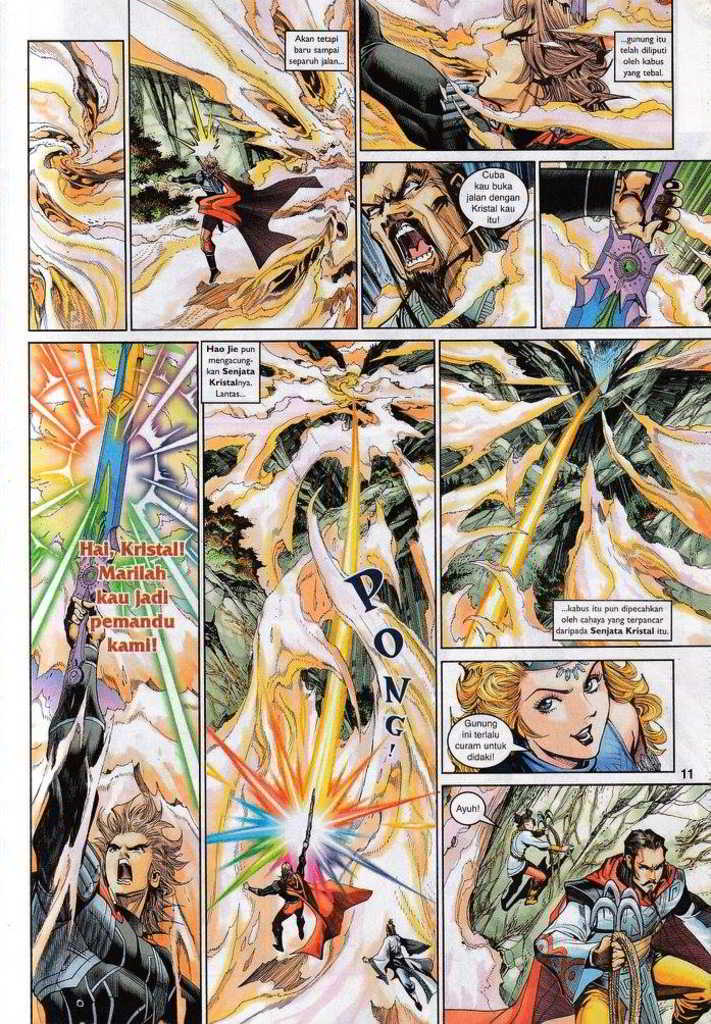 Akan tetapi
baru sampai
separuh jalan...
...gunung itu
telah diliputi
oleh kabus
yang tebal.
Cuba
kau buka
jalan dengan
Kristal kau
itu!
Hai, Kristal!
Marilah
kau jadi
pemandu
kami!
Hao Jie pun
mengacung-
kan Senjata
Kristalnya.
Lantas...
PONG!
...kabus itu pun dipecahkan
oleh cahaya yang terpancar
daripada Senjata Kristal itu.
Gunung
ini terlalu
curam untuk
didaki!
11
Ayuh!